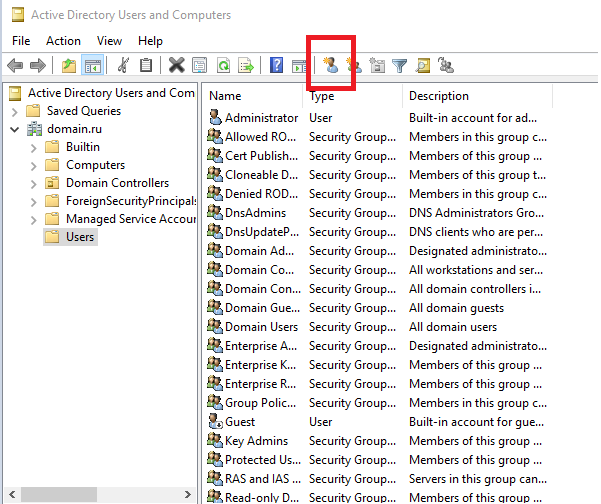 Active Directory Users and Computers
File Action View Help
Active Directory Users and Com
Saved Queries
domain.ru
Builtin
Computers
Domain Controllers
ForeignSecurityPrincipals
Managed Service Accoun
Users
Name Type Description
Administrator User Built-in account for ad...
Allowed RO... Security Group... Members in this group c...
Cert Publish... Security Group... Members of this group ...
Cloneable D... Security Group... Members of this group t...
Denied ROD... Security Group... Members in this group c...
DnsAdmins Security Group... DNS Administrators Gro...
DnsUpdateP... Security Group... DNS clients who are per...
Domain Ad... Security Group... Designated administrato...
Domain Co... Security Group... All workstations and ser...
Domain Con... Security Group... All domain controllers i...
Domain Gue... Security Group... All domain guests
Domain Users Security Group... All domain users
Enterprise A... Security Group... Designated administrato...
Enterprise K... Security Group... Members of this group ...
Enterprise R... Security Group... Members of this group ...
Group Polic... Security Group... Members in this group c...
Guest User Built-in account for gue...
Key Admins Security Group... Members of this group ...
Protected Us... Security Group... Members of this group ...
RAS and IAS ... Security Group... Servers in this group can...
Read-only D... Security Group... Members of this group ...